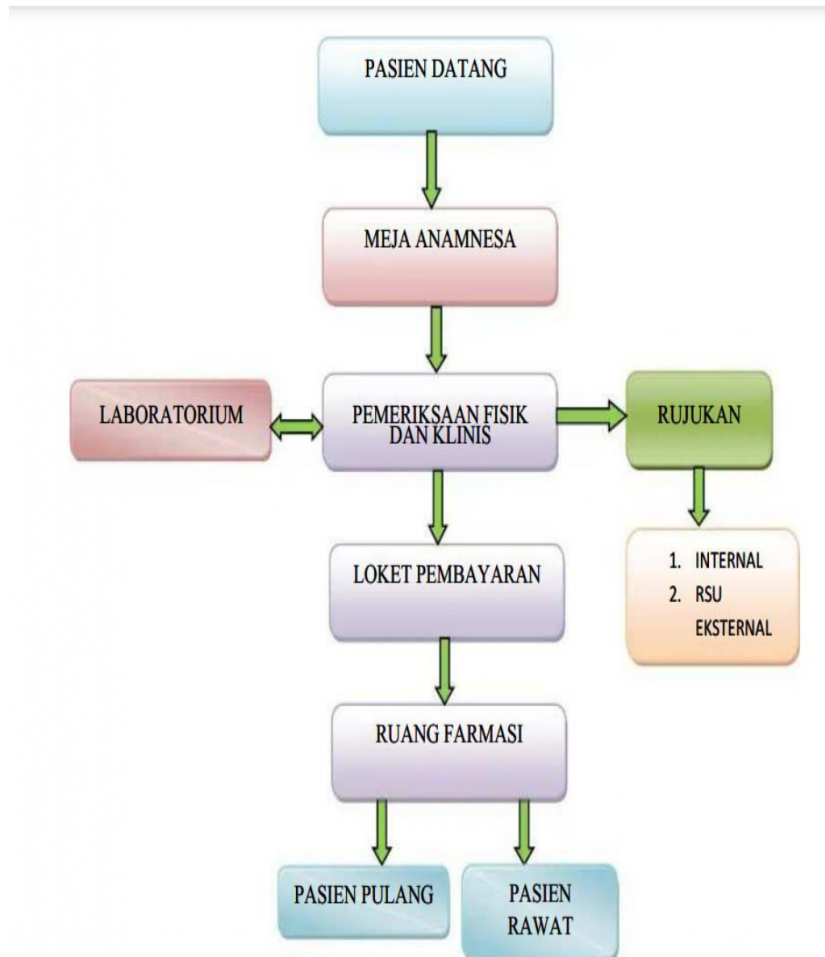 PASIEN DATANG
MEJA ANAMNESA
LABORATORIUM
PEMERIKSAAN FISIK
DAN KLINIS
RUJUKAN
LOKET PEMBAYARAN
1. INTERNAL
2. RSU
EKSTERNAL
RUANG FARMASI
PASIEN PULANG
PASIEN
RAWAT